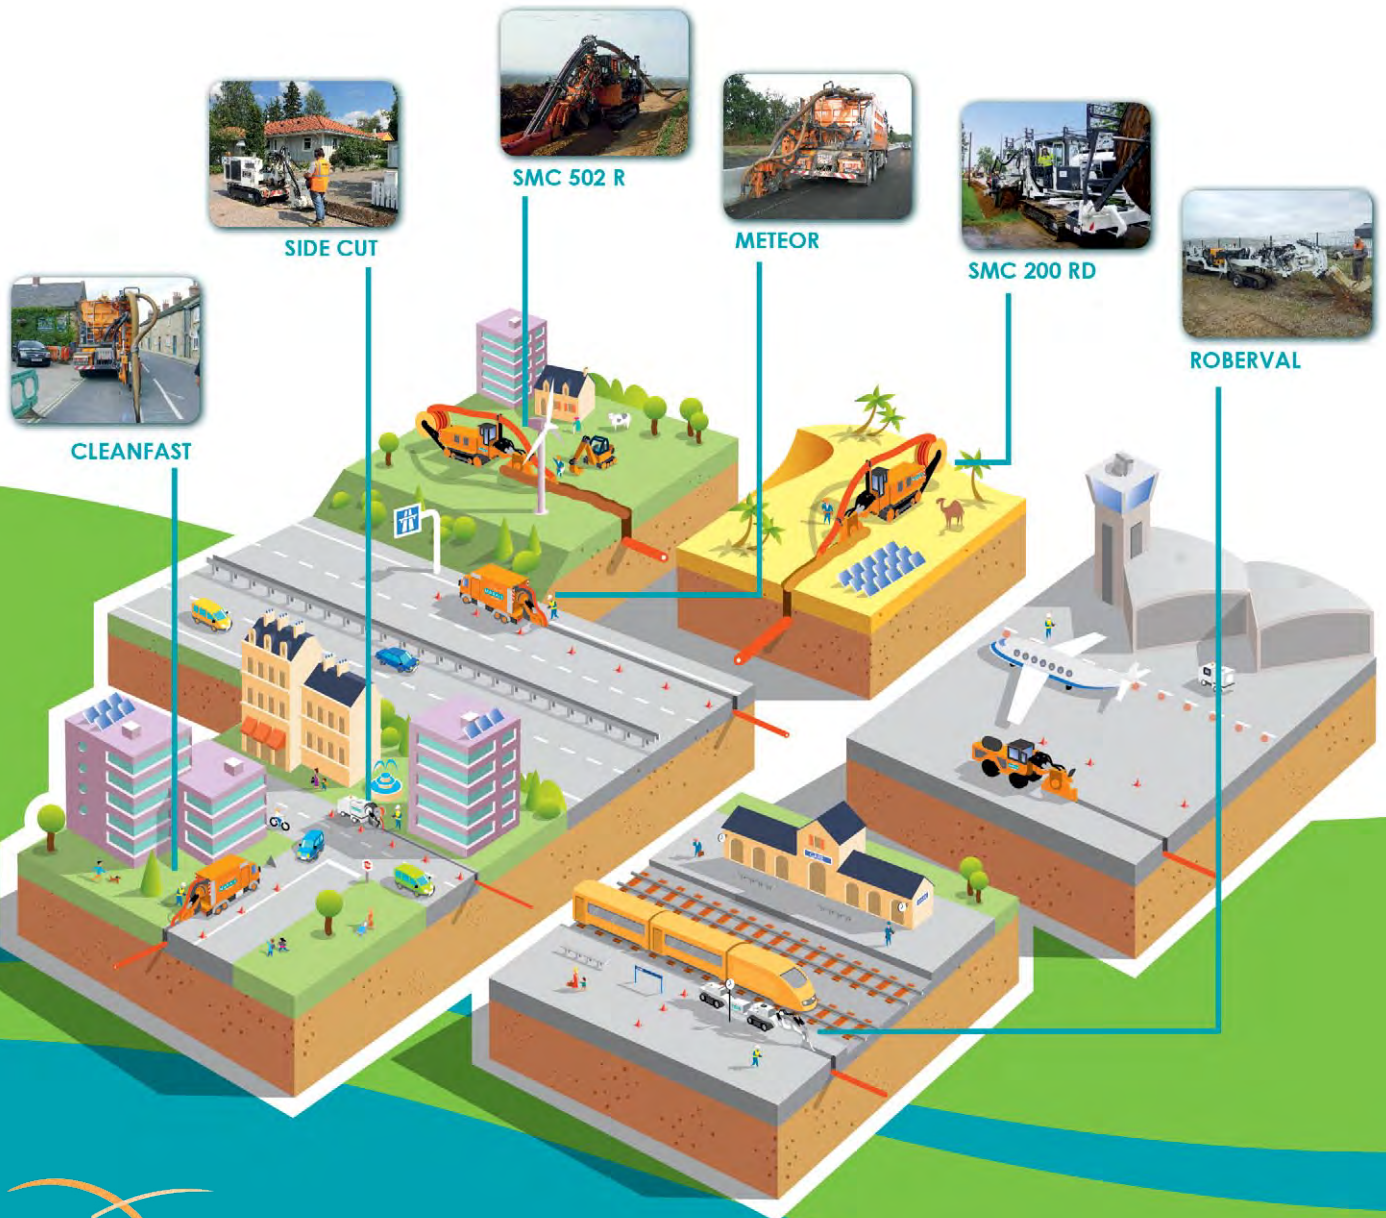 SMC 502 R
METEOR
SIDE CUT
SMC 200 RD
ROBERVAL
CLEANFAST